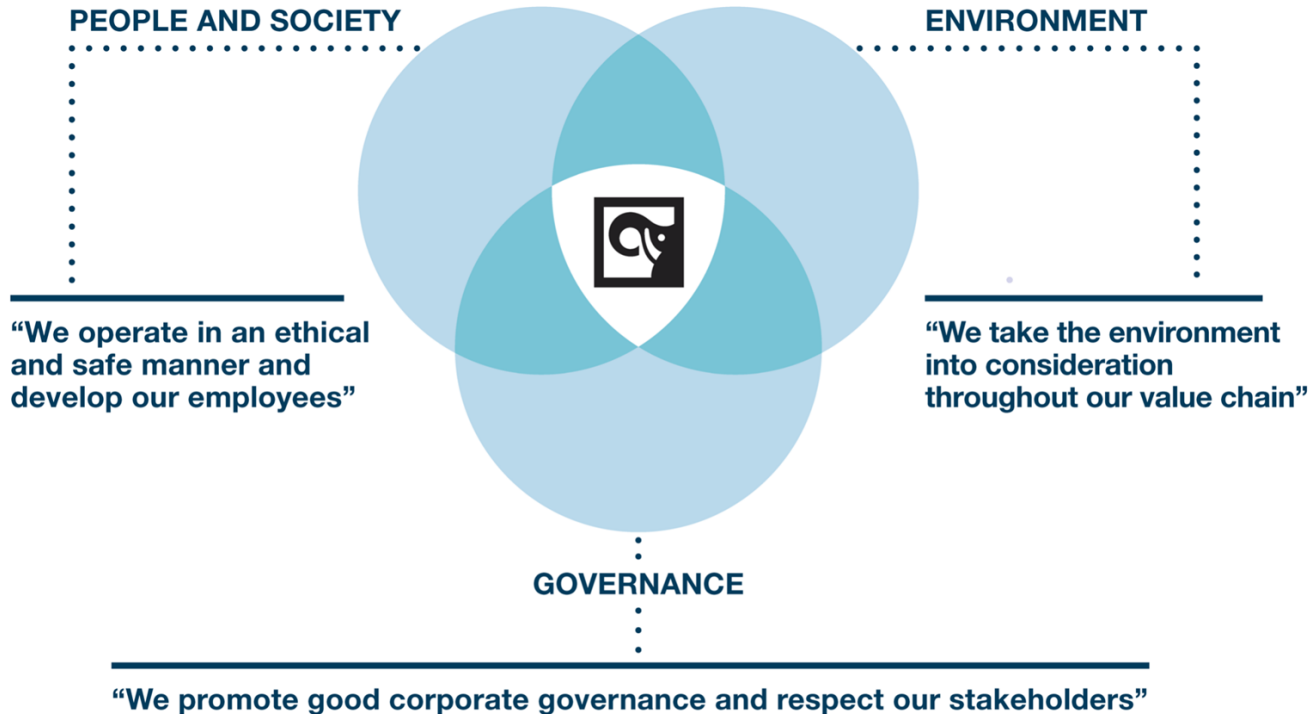 PEOPLE AND SOCIETY
ENVIRONMENT
“We operate in an ethical
and safe manner and
develop our employees”
“We take the environment
into consideration
throughout our value chain”
GOVERNANCE
“We promote good corporate governance and respect our stakeholders”